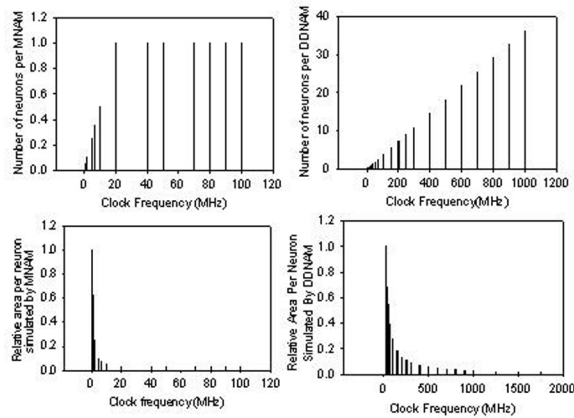 Number of neurons per MNAM
1.2
1.0
0.8
0.6
0.4
0.2
0.0
0 20 40 60 80 100 120
Clock Frequency (MHz)
Number of neurons per DDNAM
40
30
20
10
0
0 200 400 600 800 1000 1200
Clock Frequency(MHz)
Relative area per neuron
simulated by MNAM
1.2
1.0
0.8
0.6
0.4
0.2
0.0
0 20 40 60 80 100 120
Clock frequency (MHz)
Relative Area Per Neuron
Simulated By DDNAM
1.2
1.0
0.8
0.6
0.4
0.2
0.0
0 500 1000 1500 2000
Clock Frequency (MHz)